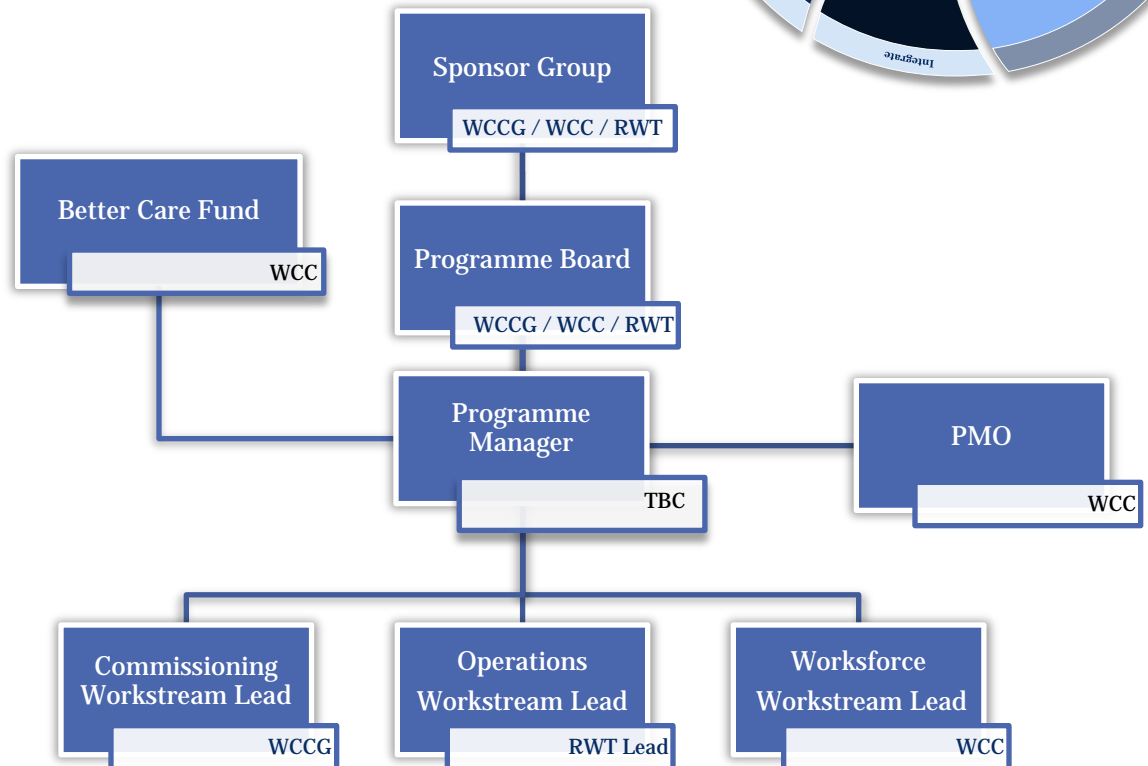 Integrate
Sponsor Group
WCCG / WCC / RWT
Better Care Fund
WCC
Programme Board
WCCG / WCC / RWT
Programme
Manager
TBC
PMO
WCC
Commissioning
Workstream Lead
WCCG
Operations
Workstream Lead
RWT Lead
Worksforce
Workstream Lead
WCC